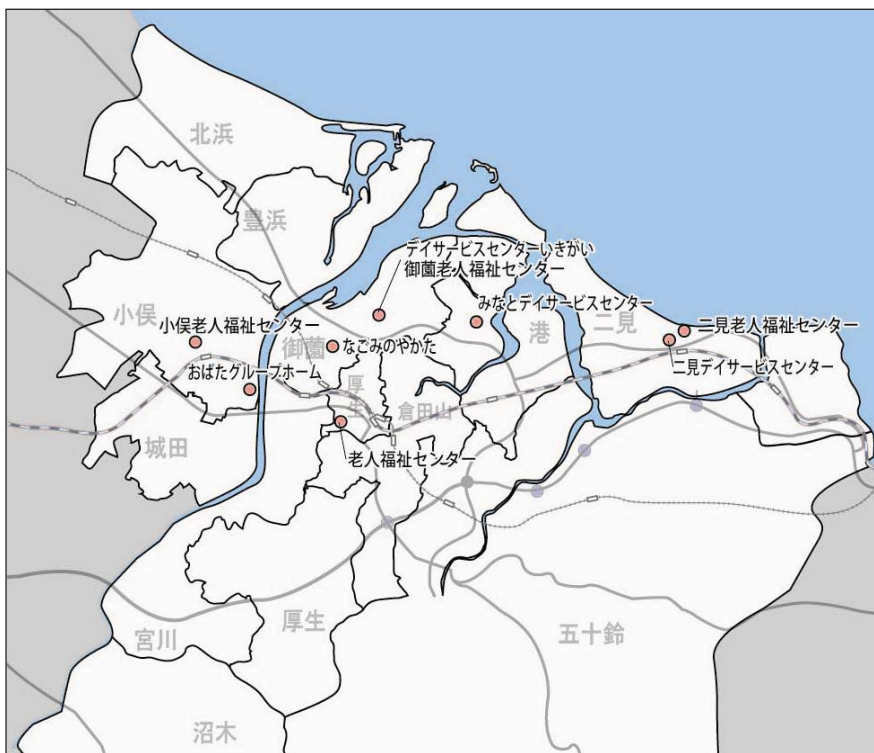 北浜
豊浜
デイサービスセンターいきがい
御薗老人福祉センター
みなとデイサービスセンター
小俣
小俣老人福祉センター
御薗
なごみのやかた
港
二見
二見老人福祉センター
二見デイサービスセンター
おばたグループホーム
厚生
倉田山
城田
老人福祉センター
宮川
厚生
五十鈴
沼木